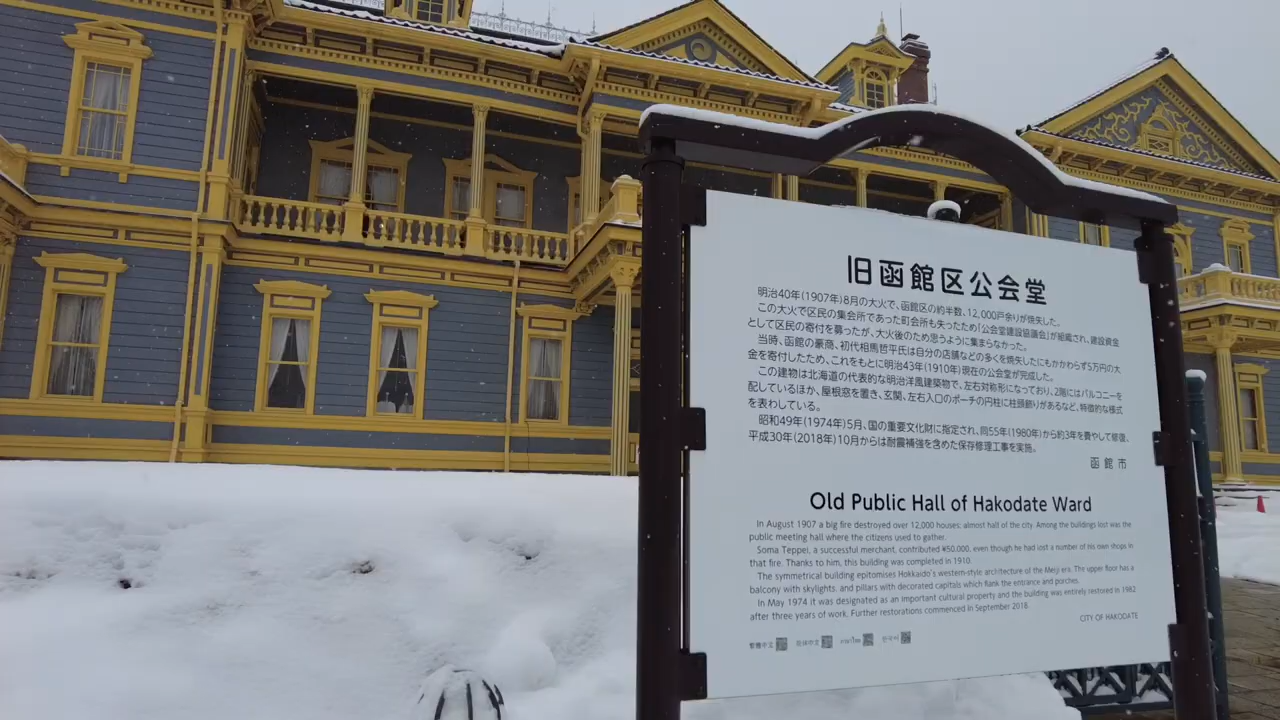 旧函館区公会堂
明治40年(1907年)8月の大火で、函館区の約半数、12,000戸余りが焼失した。
この大火で区民の集会所であった町会所も失ったため「公会堂建設協議会」が組織され、建設資金
として区民の寄付を募ったが、大火後のため思うように集まらなかった。
当時、函館の豪商、初代相馬哲平氏は自分の店舗などの多くを焼失したにもかかわらず5万円の大
金を寄付したため、これをもとに明治43年(1910年)現在の公会堂が完成した。
この建物は北海道の代表的な明治洋風建築物で、左右対称形になっており、2階にはバルコニーを
配しているほか、屋根窓を置き、玄関、左右入口のポーチの円柱に柱頭飾りがあるなど、特徴的な様式
を表わしている。
昭和49年(1974年)5月、国の重要文化財に指定され、同55年(1980年)から約3年を費やして修復、
平成30年(2018年)10月からは耐震補強を含めた保存修理工事を実施。
函館市
Old Public Hall of Hakodate Ward
In August 1907 a big fire destroyed over 12,000 houses; almost half of the city. Among the buildings lost was the
public meeting hall where the citizens used to gather.
Soma Teppei, a successful merchant, contributed ¥50,000, even though he had lost a number of his own shops in
that fire. Thanks to him, this building was completed in 1910.
The symmetrical building epitomises Hokkaido's western-style architecture of the Meiji era. The upper floor has a
balcony with skylights, and pillars with decorated capitals which flank the entrance and porches.
In May 1974 it was designated as an important cultural property and the building was entirely restored in 1982
after three years of work. Further restorations commenced in September 2018.
CITY OF HAKODATE
繁體中文 简体中文 ภาษาไทย 한국어